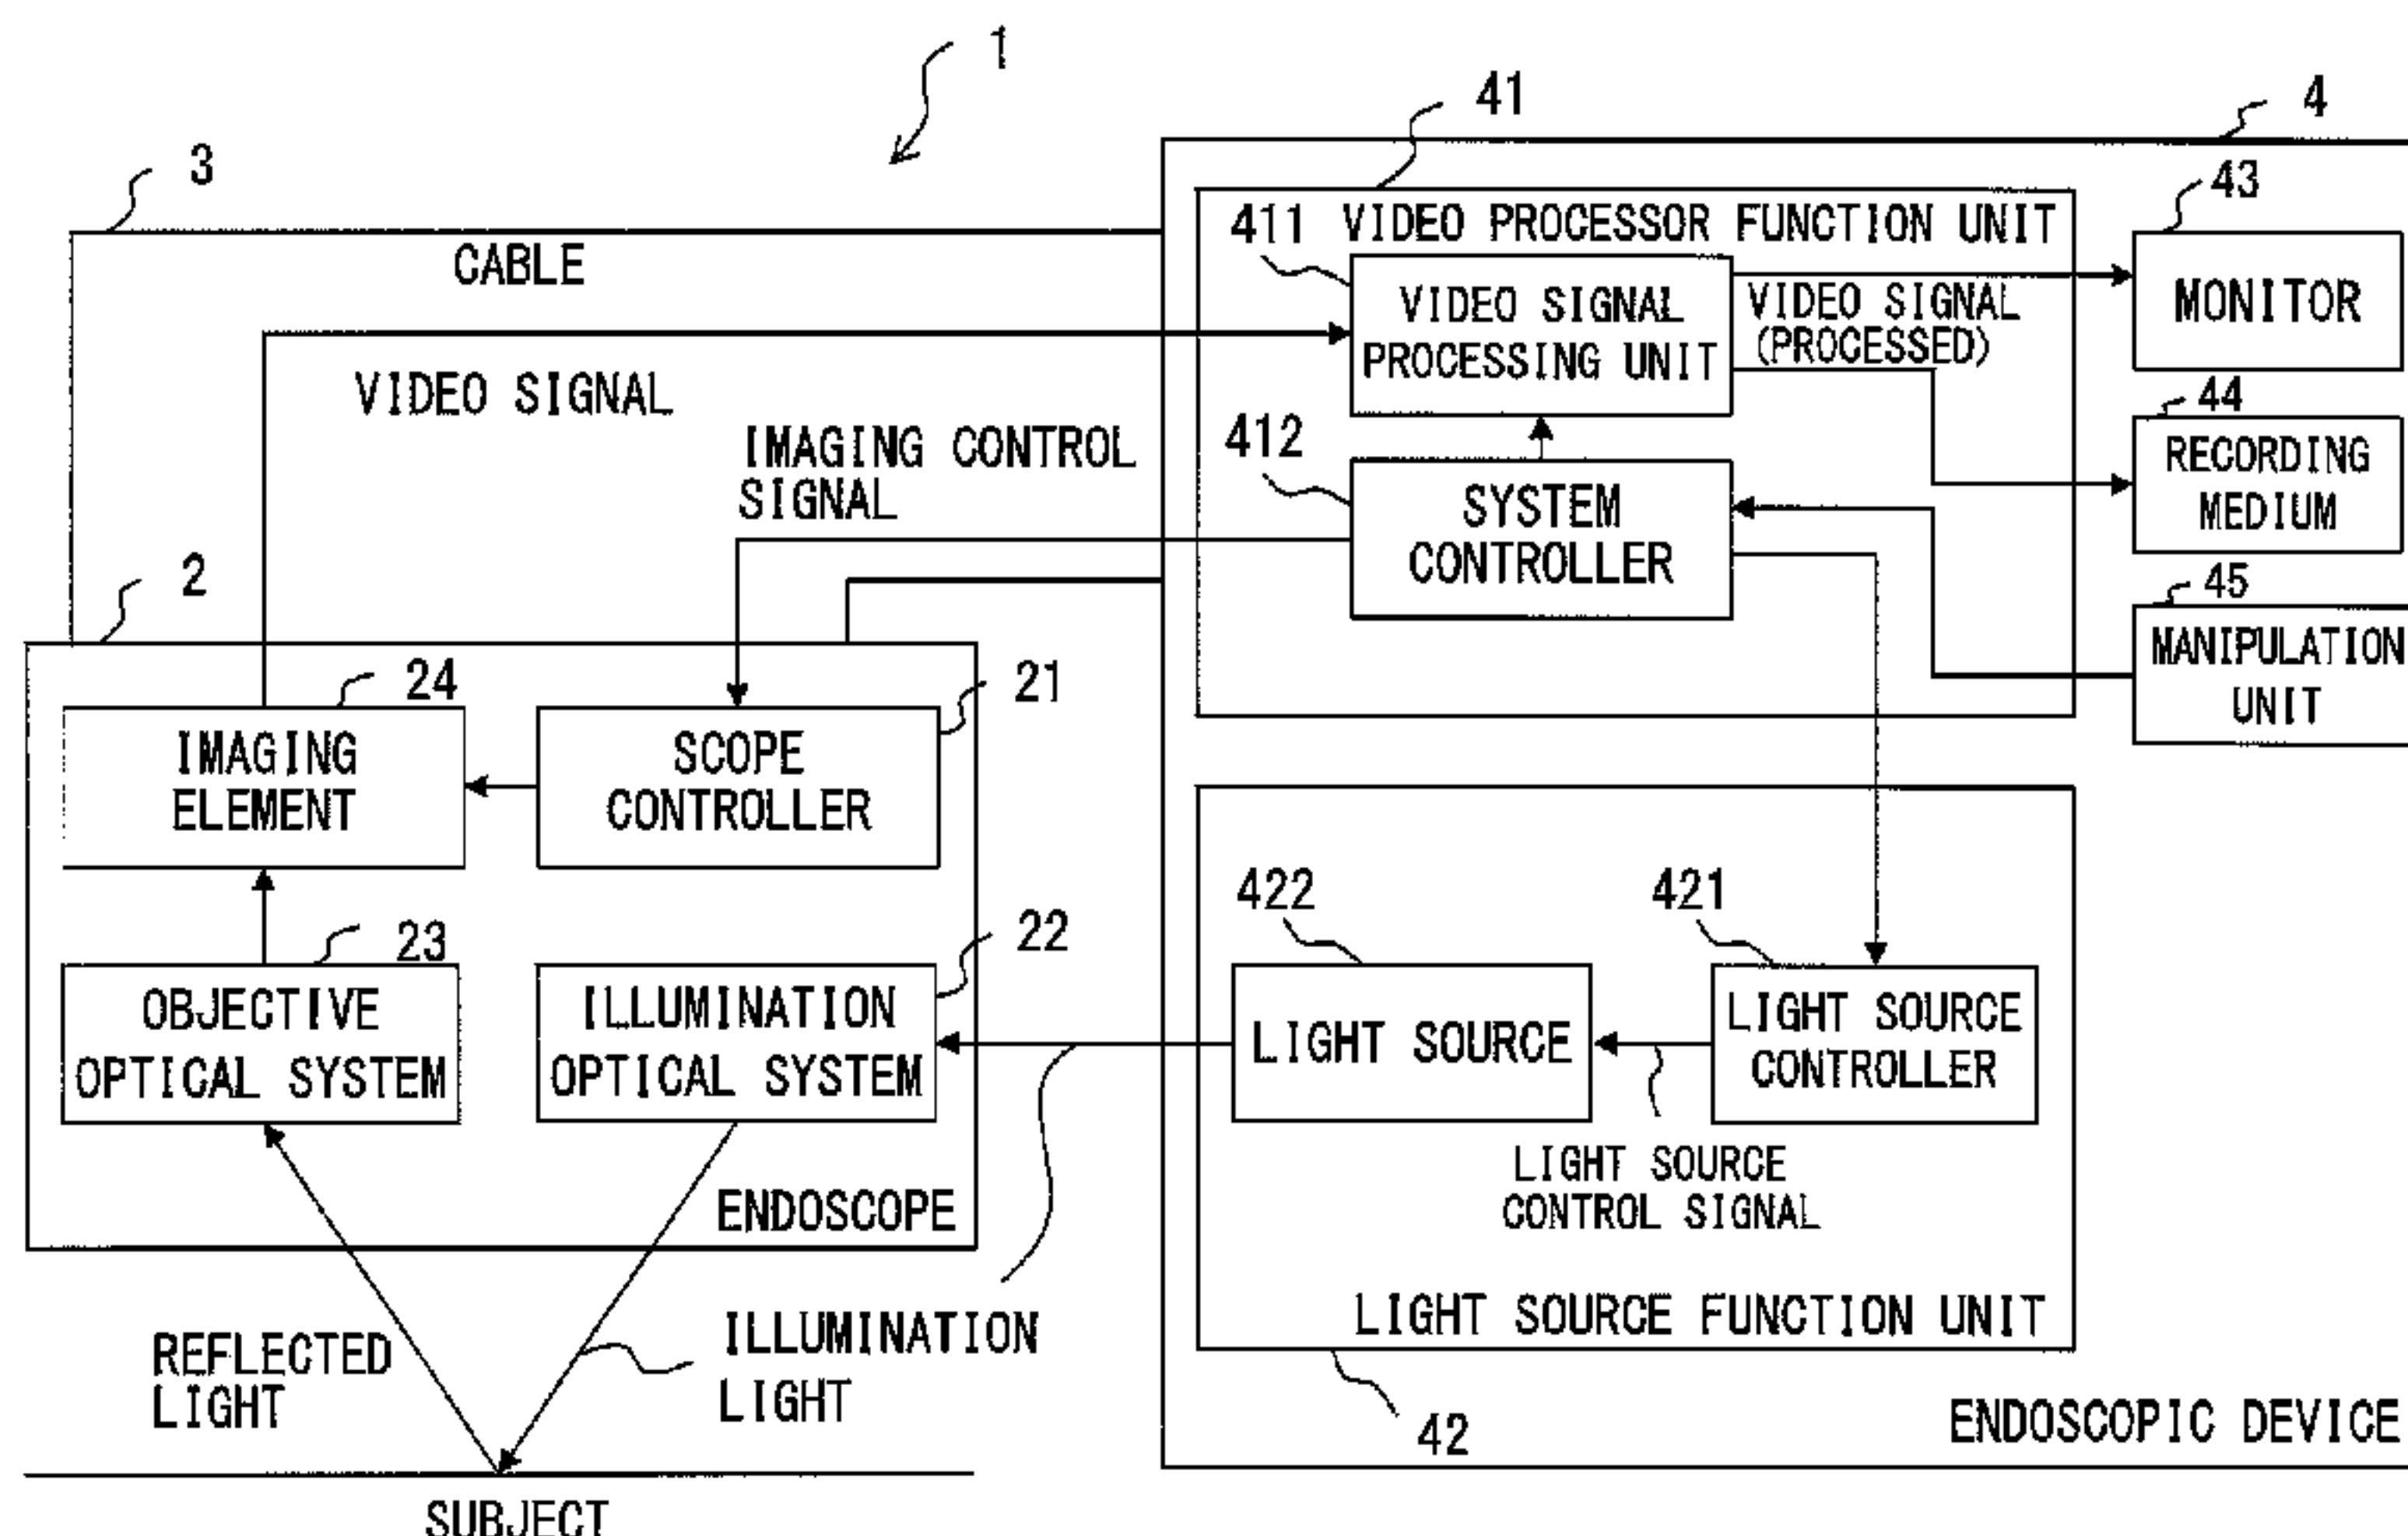 1
3
CABLE
VIDEO SIGNAL
IMAGING CONTROL
SIGNAL
2
24
IMAGING
ELEMENT
21
SCOPE
CONTROLLER
23
OBJECTIVE
OPTICAL SYSTEM
22
ILLUMINATION
OPTICAL SYSTEM
ENDOSCOPE
REFLECTED
LIGHT
ILLUMINATION
LIGHT
SUBJECT
4
41
VIDEO PROCESSOR FUNCTION UNIT
411
VIDEO SIGNAL
PROCESSING UNIT
VIDEO SIGNAL
(PROCESSED)
412
SYSTEM
CONTROLLER
43
MONITOR
44
RECORDING
MEDIUM
45
MANIPULATION
UNIT
422
LIGHT SOURCE
421
LIGHT SOURCE
CONTROLLER
LIGHT SOURCE
CONTROL SIGNAL
LIGHT SOURCE FUNCTION UNIT
42
ENDOSCOPIC DEVICE